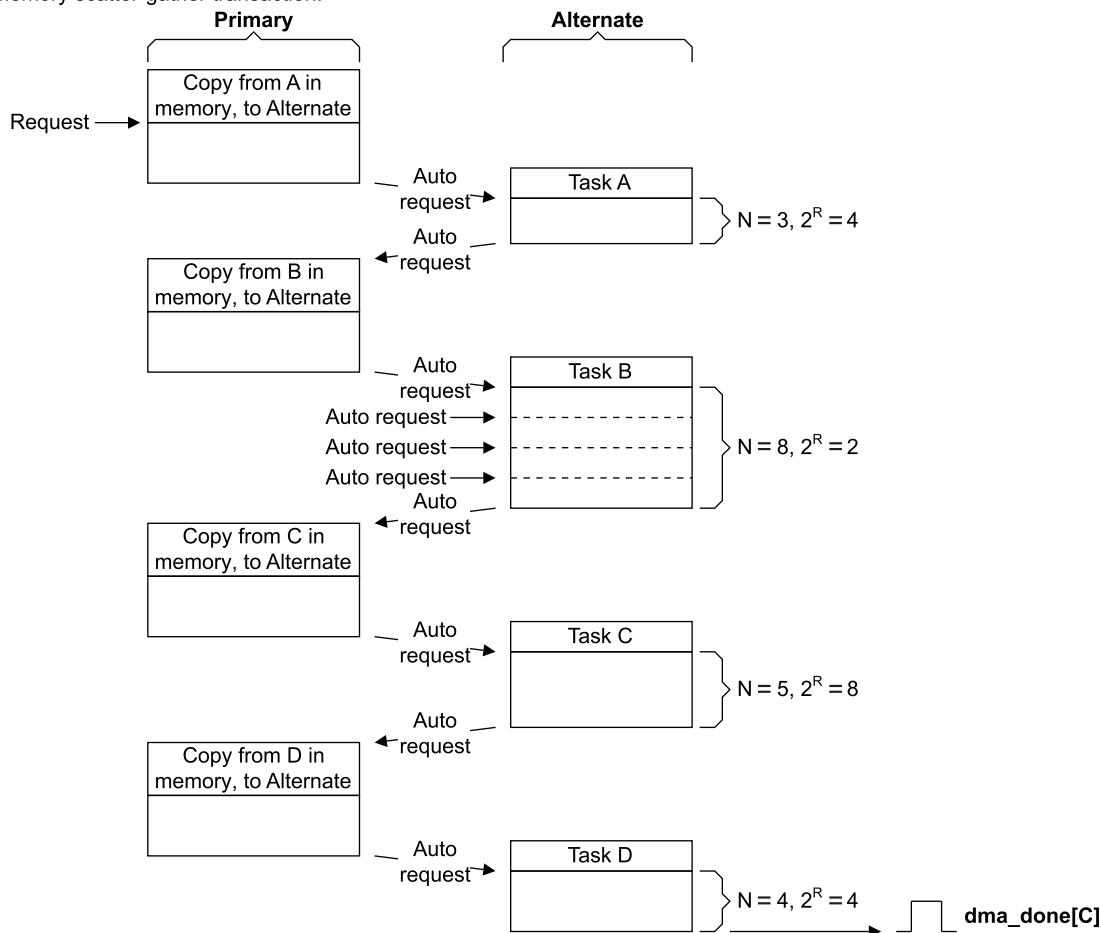 memory scatter-gather transaction.
Primary
Alternate
Copy from A in
memory, to Alternate
Request
Auto
request
Task A
N = 3, 2^R = 4
Auto
request
Copy from B in
memory, to Alternate
Auto
request
Task B
Auto request
Auto request
Auto request
N = 8, 2^R = 2
Auto
request
Copy from C in
memory, to Alternate
Auto
request
Task C
N = 5, 2^R = 8
Auto
request
Copy from D in
memory, to Alternate
Auto
request
Task D
N = 4, 2^R = 4
dma_done[C]